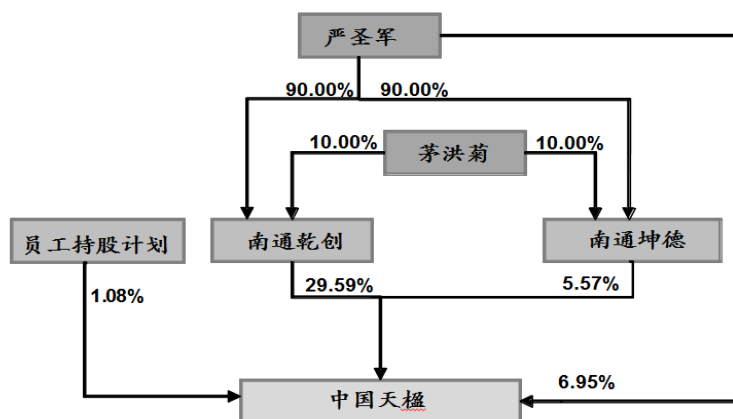 严圣军
90.00%
90.00%
10.00%
茅洪菊
10.00%
员工持股计划
南通乾创
南通坤德
1.08%
29.59%
5.57%
6.95%
中国天楹